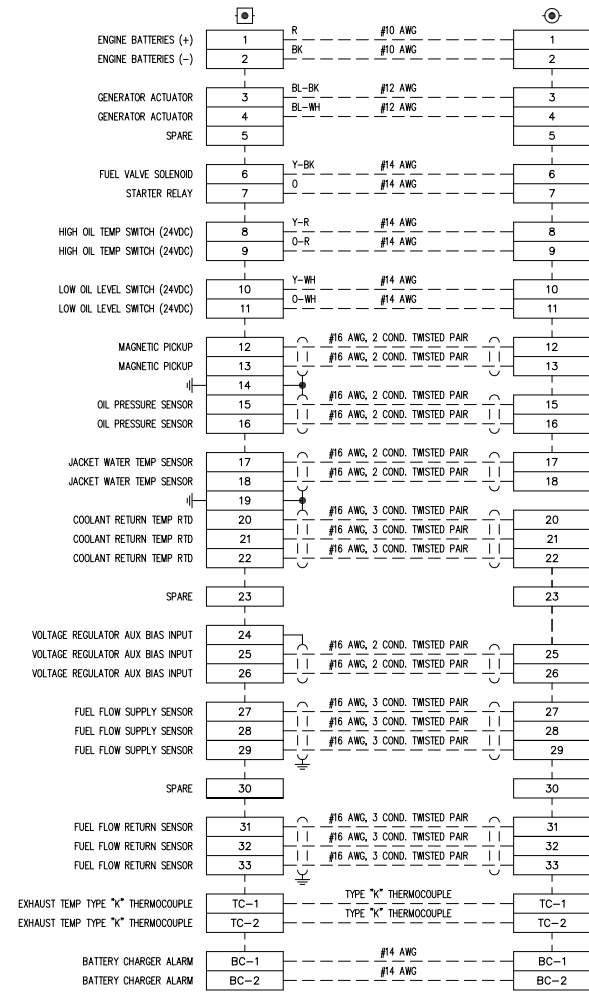 R #10 AWG
ENGINE BATTERIES (+) 1 1
BK #10 AWG
ENGINE BATTERIES (-) 2 2
BL-BK #12 AWG
GENERATOR ACTUATOR 3 3
BL-WH #12 AWG
GENERATOR ACTUATOR 4 4
SPARE 5 5
Y-BK #14 AWG
FUEL VALVE SOLENOID 6 6
O #14 AWG
STARTER RELAY 7 7
Y-R #14 AWG
HIGH OIL TEMP SWITCH (24VDC) 8 8
O-R #14 AWG
HIGH OIL TEMP SWITCH (24VDC) 9 9
Y-WH #14 AWG
LOW OIL LEVEL SWITCH (24VDC) 10 10
O-WH #14 AWG
LOW OIL LEVEL SWITCH (24VDC) 11 11
#16 AWG, 2 COND. TWISTED PAIR
MAGNETIC PICKUP 12 12
#16 AWG, 2 COND. TWISTED PAIR
MAGNETIC PICKUP 13 13
14
#16 AWG, 2 COND. TWISTED PAIR
OIL PRESSURE SENSOR 15 15
#16 AWG, 2 COND. TWISTED PAIR
OIL PRESSURE SENSOR 16 16
#16 AWG, 2 COND. TWISTED PAIR
JACKET WATER TEMP SENSOR 17 17
#16 AWG, 2 COND. TWISTED PAIR
JACKET WATER TEMP SENSOR 18 18
19
#16 AWG, 3 COND. TWISTED PAIR
COOLANT RETURN TEMP RTD 20 20
#16 AWG, 3 COND. TWISTED PAIR
COOLANT RETURN TEMP RTD 21 21
#16 AWG, 3 COND. TWISTED PAIR
COOLANT RETURN TEMP RTD 22 22
SPARE 23 23
VOLTAGE REGULATOR AUX BIAS INPUT 24
#16 AWG, 2 COND. TWISTED PAIR
VOLTAGE REGULATOR AUX BIAS INPUT 25 25
#16 AWG, 2 COND. TWISTED PAIR
VOLTAGE REGULATOR AUX BIAS INPUT 26 26
#16 AWG, 3 COND. TWISTED PAIR
FUEL FLOW SUPPLY SENSOR 27 27
#16 AWG, 3 COND. TWISTED PAIR
FUEL FLOW SUPPLY SENSOR 28 28
#16 AWG, 3 COND. TWISTED PAIR
FUEL FLOW SUPPLY SENSOR 29 29
SPARE 30 30
#16 AWG, 3 COND. TWISTED PAIR
FUEL FLOW RETURN SENSOR 31 31
#16 AWG, 3 COND. TWISTED PAIR
FUEL FLOW RETURN SENSOR 32 32
#16 AWG, 3 COND. TWISTED PAIR
FUEL FLOW RETURN SENSOR 33 33
TYPE "K" THERMOCOUPLE
EXHAUST TEMP TYPE "K" THERMOCOUPLE TC-1 TC-1
TYPE "K" THERMOCOUPLE
EXHAUST TEMP TYPE "K" THERMOCOUPLE TC-2 TC-2
#14 AWG
BATTERY CHARGER ALARM BC-1 BC-1
#14 AWG
BATTERY CHARGER ALARM BC-2 BC-2